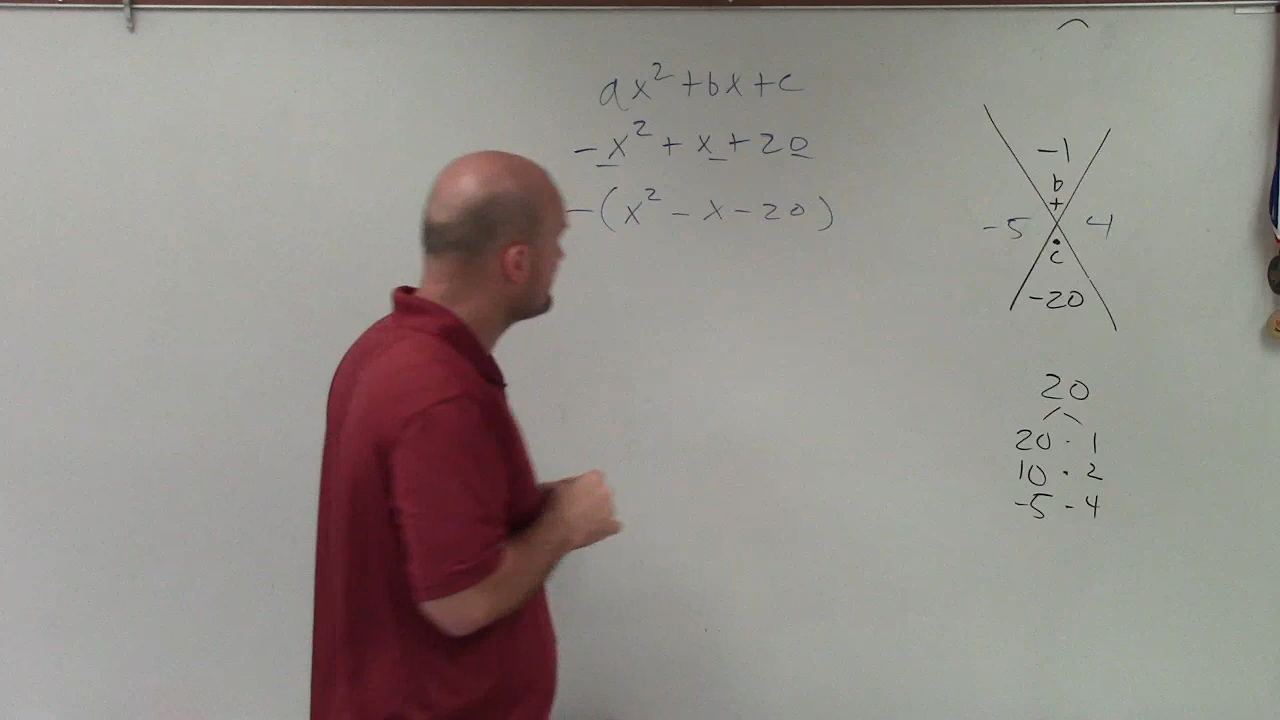 ax² + bx + c
-x² + x + 20
-(x² - x - 20)
-1
b
+
-5 4
•
c
-20
20
20 · 1
10 · 2
-5 · 4